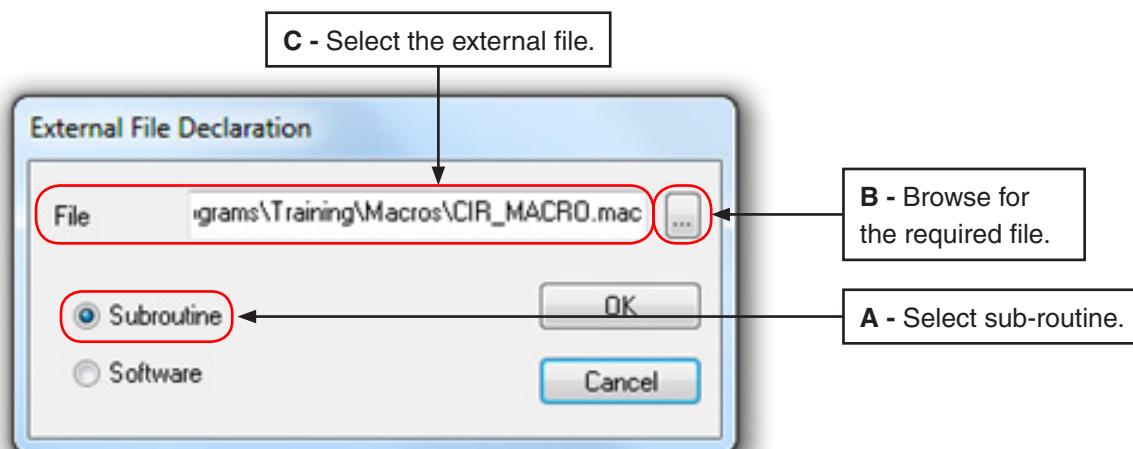 C - Select the external file.
External File Declaration
File
ıgrams\Training\Macros\CIR_MACRO.mac
...
B - Browse for
the required file.
Subroutine
OK
A - Select sub-routine.
Software
Cancel